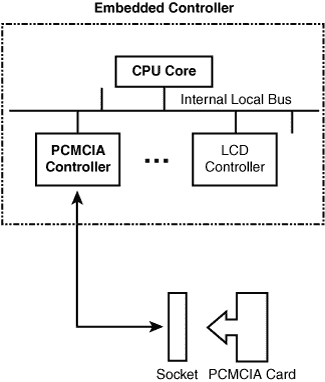 Embedded Controller
CPU Core
Internal Local Bus
PCMCIA
Controller
...
LCD
Controller
Socket
PCMCIA Card